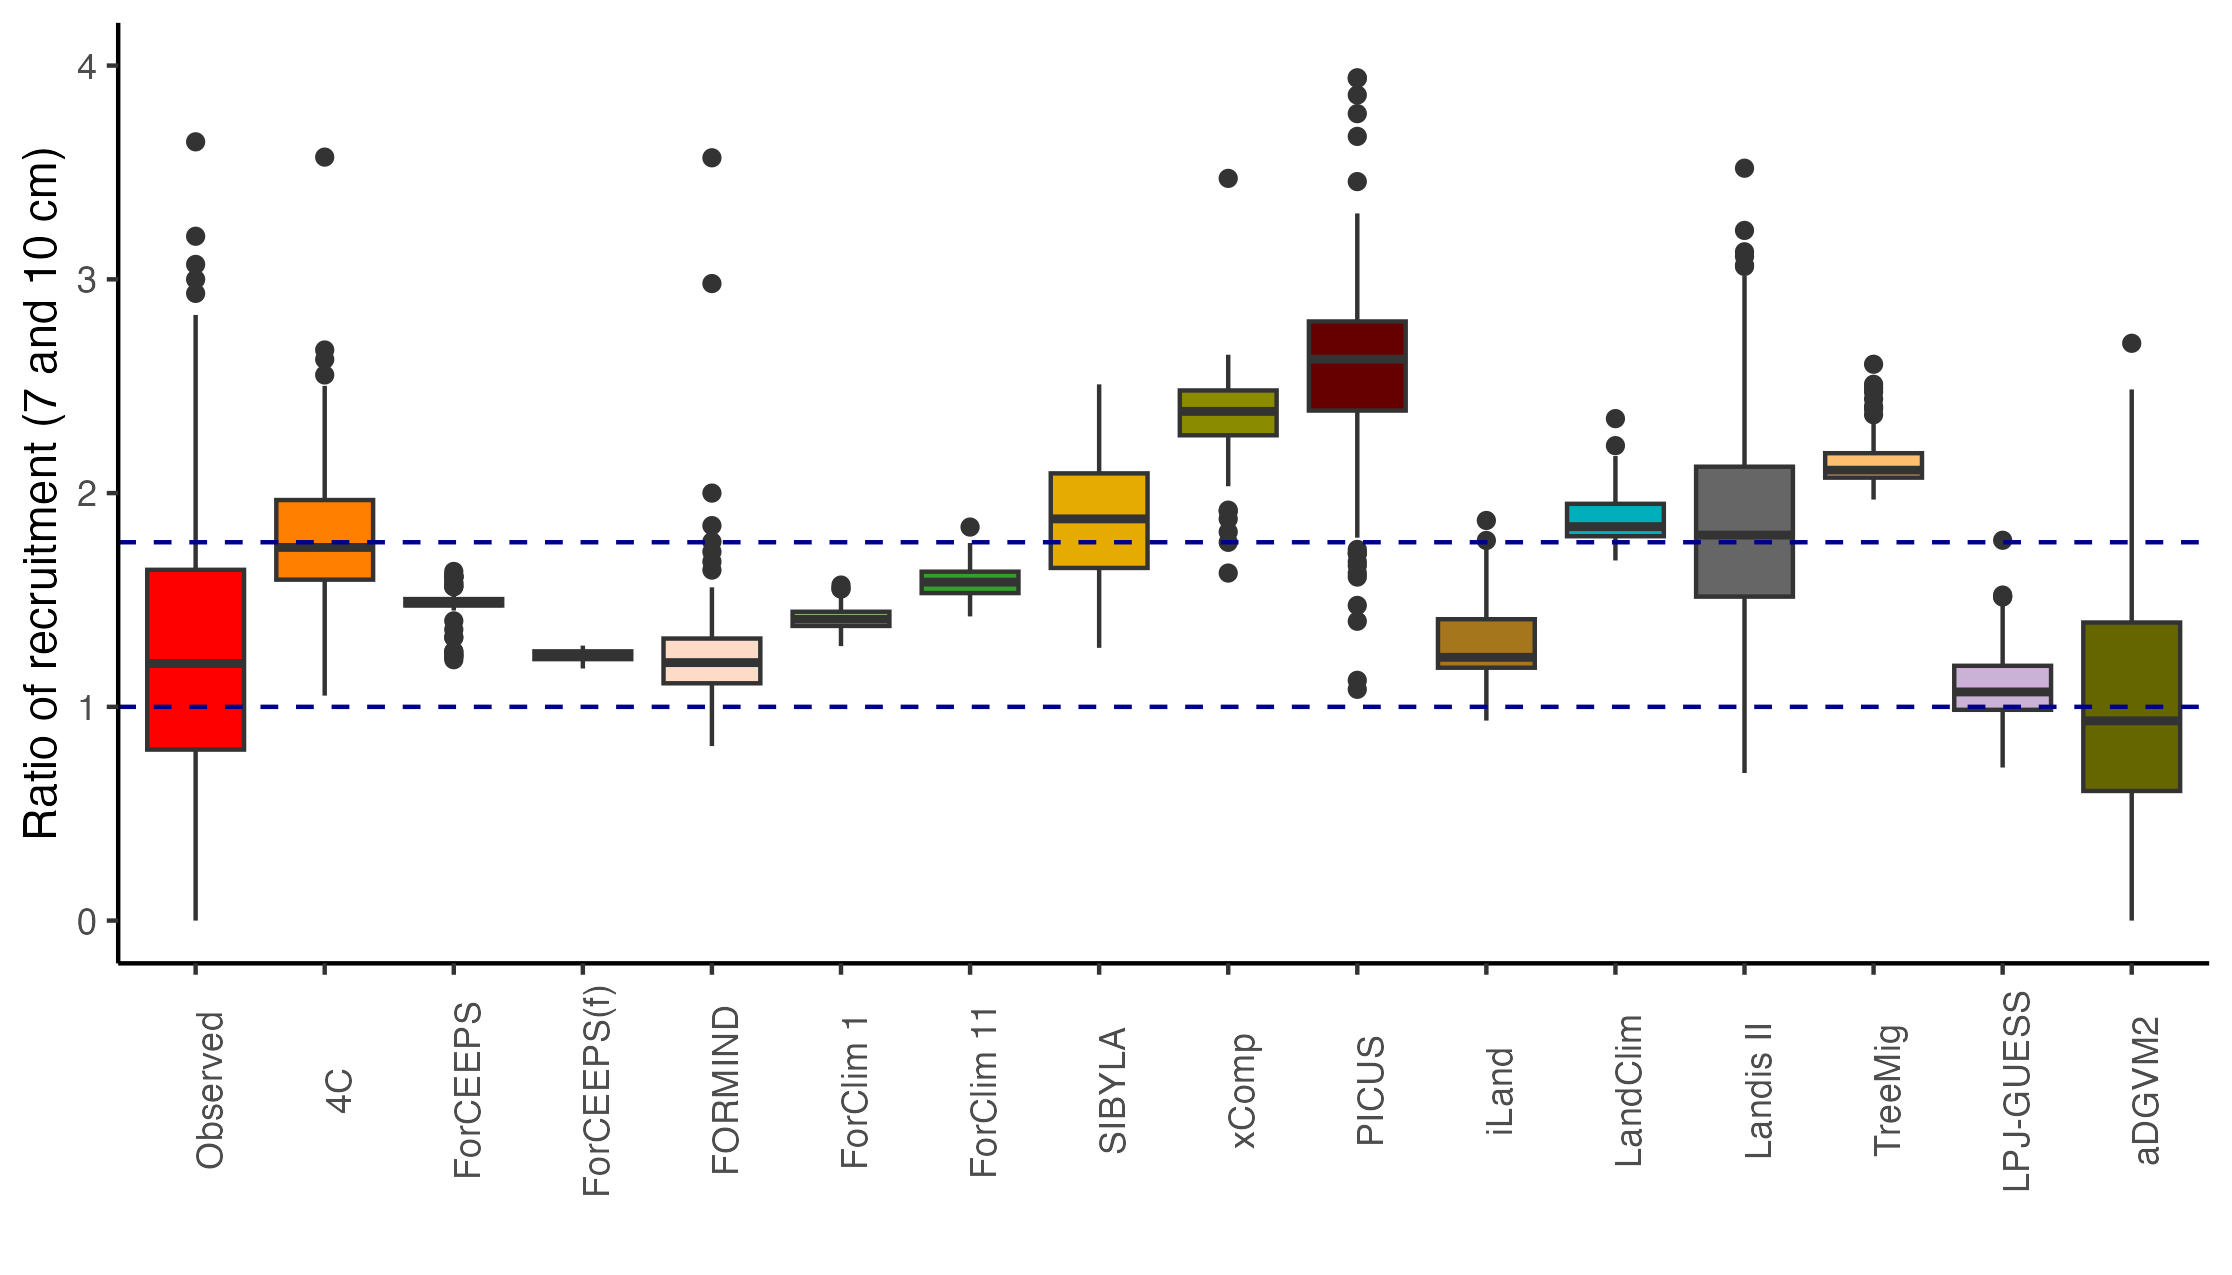 Ratio of recruitment (7 and 10 cm)
4
3
2
1
0
Observed
4C
ForCEEPS
ForCEEPS(f)
FORMIND
ForClim 1
ForClim 11
SIBYLA
xComp
PICUS
iLand
LandClim
Landis II
TreeMig
LPJ-GUESS
aDGVM2